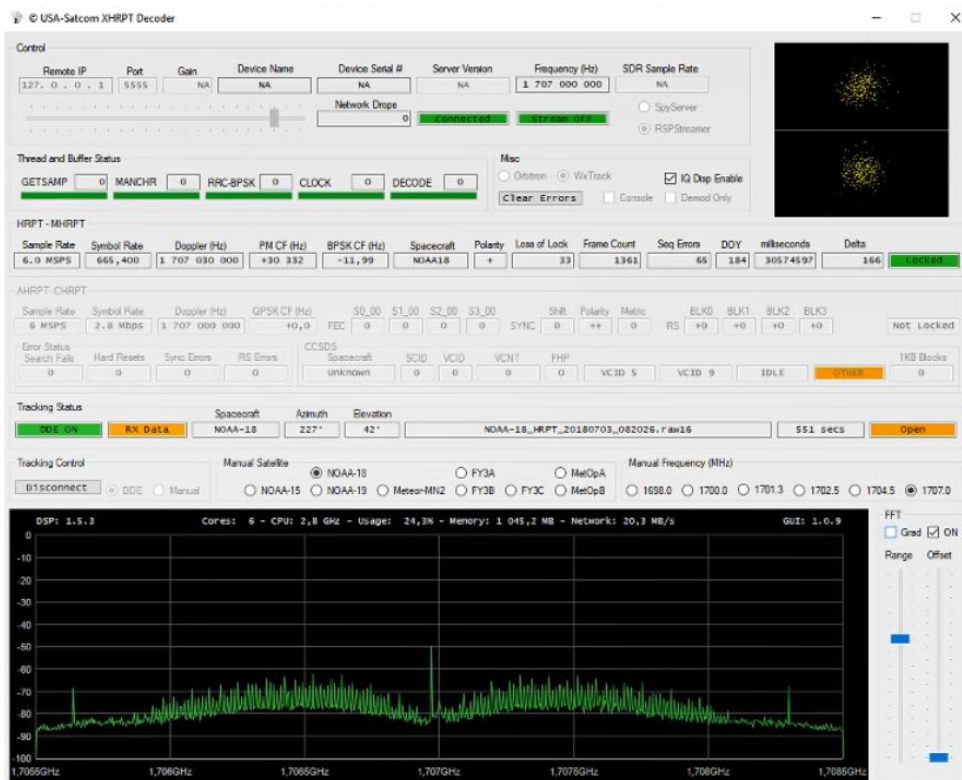 © USA-Satcom XHRPT Decoder
Control
Remote IP Port Gain Device Name Device Serial # Server Version Frequency (Hz) SDR Sample Rate
127. 0 . 0 . 1 5555 NA NA NA NA 1 707 000 000 NA
Network Drops SpyServer
0 Connected Stream OFF
RSPStreamer
Thread and Buffer Status Misc
GETSAMP 0 MANCHR 0 RRC-BPSK 0 CLOCK 0 DECODE 0 Orbitron WxTrack IQ Disp Enable
Clear Errors Console Demod Only
HRPT - MHRPT
Sample Rate Symbol Rate Doppler (Hz) PM CF (Hz) BPSK CF (Hz) Spacecraft Polarity Loss of Lock Frame Count Seq Errors DOY milliseconds Delta
6.0 MSPS 665,400 1 707 030 000 +30 332 -11,99 NOAA18 + 33 1361 65 184 30574597 166 Locked
AHRPT- CHRPT
Sample Rate Symbol Rate Doppler (Hz) QPSK CF (Hz) S0_00 S1_00 S2_00 S3_00 Shift Polarity Metric BLK0 BLK1 BLK2 BLK3
6 MSPS 2.8 Mbps 1 707 000 000 +0,0 FEC 0 0 0 0 SYNC 0 ++ 0 RS +0 +0 +0 +0 Not Locked
Error Status CCSDS
Search Fails Hard Resets Sync Errors RS Errors Spacecraft SCID VCID VCNT FHP 1KB Blocks
0 0 0 0 Unknown 0 0 0 0 VCID 5 VCID 9 IDLE OTHER 0
Tracking Status
Spacecraft Azimuth Elevation
DDE ON RX Data NOAA-18 227° 42° NOAA-18_HRPT_20180703_082026.raw16 551 secs Open
Tracking Control Manual Satellite Manual Frequency (MHz)
NOAA-18 FY3A MetOpA
Disconnect DDE Manual NOAA-15 NOAA-19 Meteor-MN2 FY3B FY3C MetOpB 1698.0 1700.0 1701.3 1702.5 1704.5 1707.0
DSP: 1.5.3 Cores: 6 - CPU: 2,8 GHz - Usage: 24,3% - Memory: 1 045,2 MB - Network: 20,3 MB/s GUI: 1.0.9
FFT
Grad ON
Range Offset
0
-10
-20
-30
-40
-50
-60
-70
-80
-90
-100
1,7055GHz 1,706GHz 1,7065GHz 1,707GHz 1,7075GHz 1,708GHz 1,7085GHz